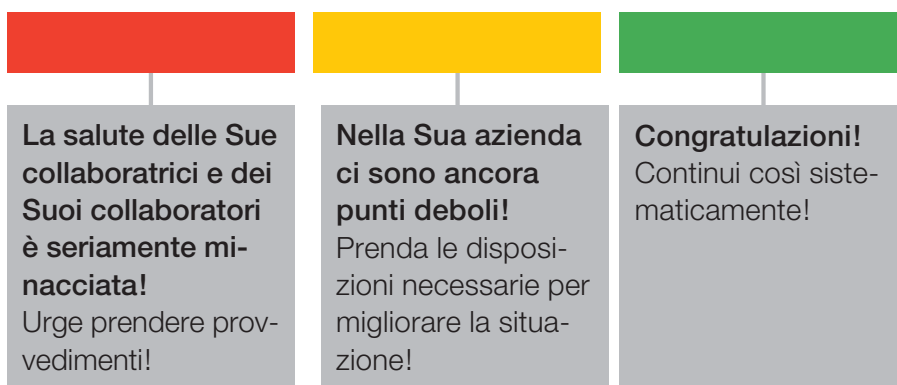 La salute delle Sue
collaboratrici e dei
Suoi collaboratori
è seriamente mi-
nacciata!
Urge prendere prov-
vedimenti!
Nella Sua azienda
ci sono ancora
punti deboli!
Prenda le disposi-
zioni necessarie per
migliorare la situa-
zione!
Congratulazioni!
Continui così siste-
maticamente!